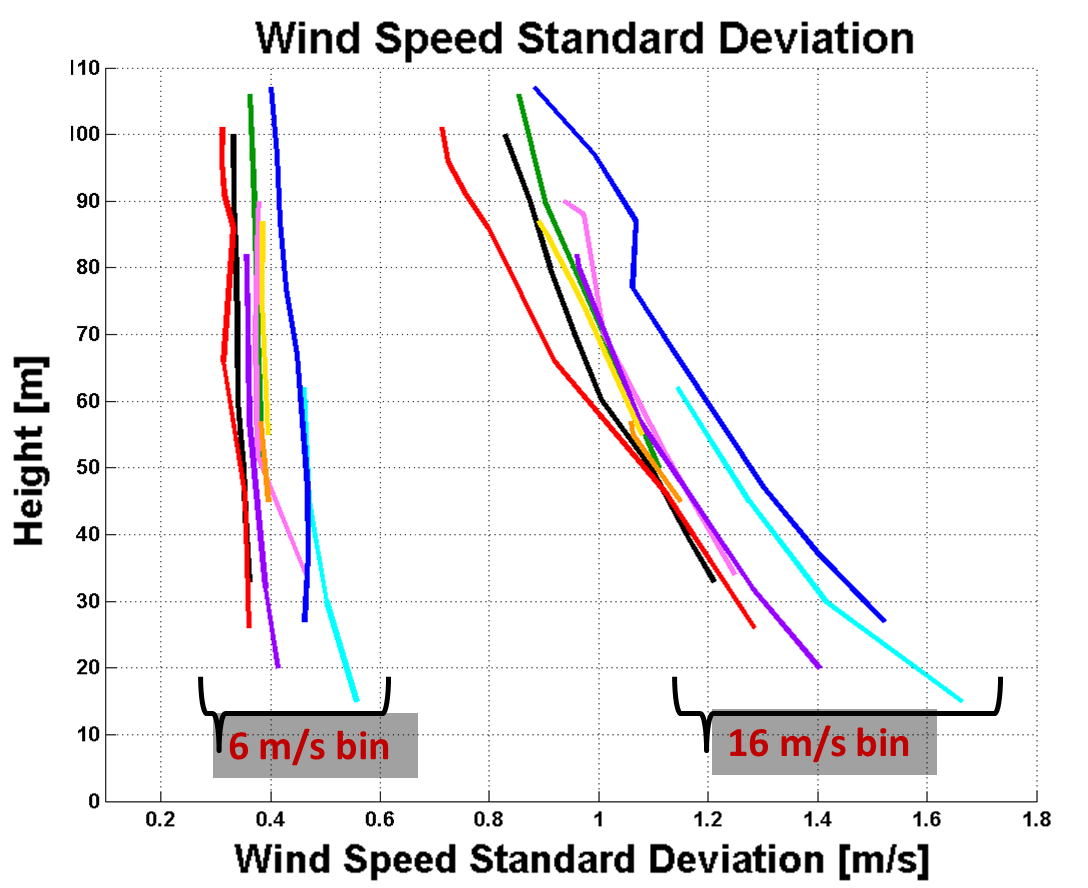 Wind Speed Standard Deviation
110
100
90
80
70
60
50
40
30
20
10
0
Height [m]
6 m/s bin
16 m/s bin
0.2 0.4 0.6 0.8 1 1.2 1.4 1.6 1.8
Wind Speed Standard Deviation [m/s]